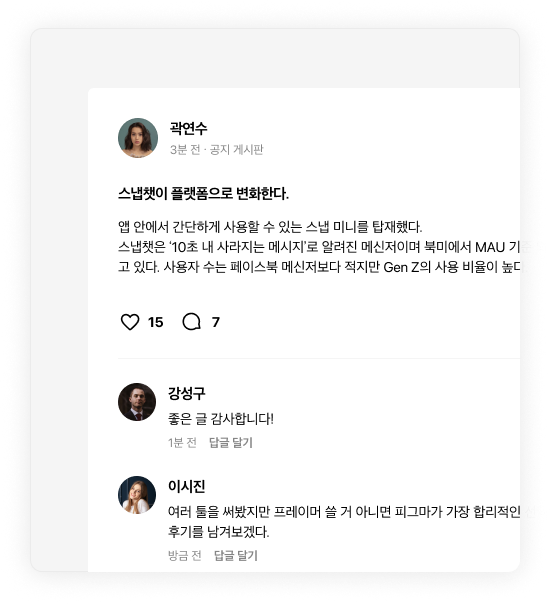 곽연수
3분 전 · 공지 게시판
스냅챗이 플랫폼으로 변화한다.
앱 안에서 간단하게 사용할 수 있는 스냅 미니를 탑재했다.
스냅챗은 '10초 내 사라지는 메시지'로 알려진 메신저이며 북미에서 MAU 기
고 있다. 사용자 수는 페이스북 메신저보다 적지만 Gen Z의 사용 비율이 높다
15 7
강성구
좋은 글 감사합니다!
1분 전 답글 달기
이시진
여러 툴을 써봤지만 프레이머 쓸 거 아니면 피그마가 가장 합리적인
후기를 남겨보겠다.
방금 전 답글 달기